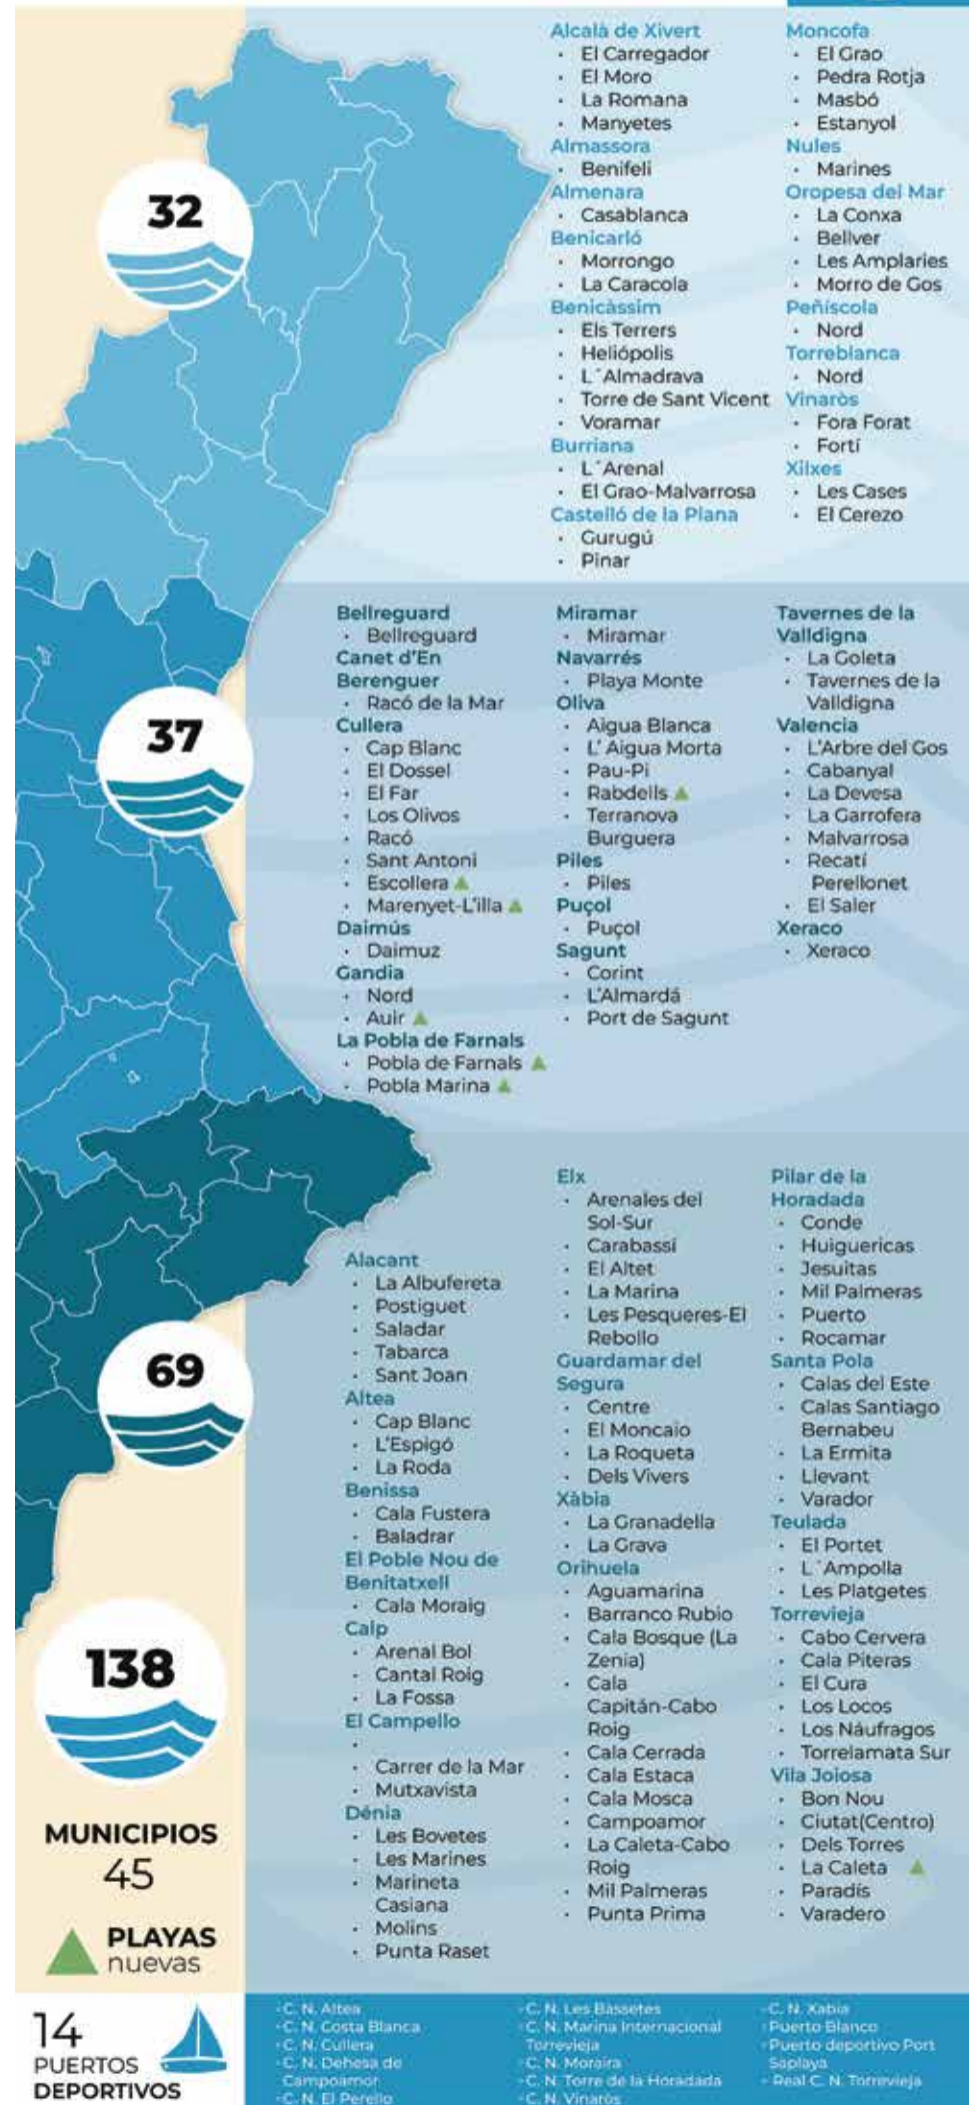 32
Alcalà de Xivert
· El Carregador
· El Moro
· La Romana
· Manyetes
Almassora
· Benifeli
Almenara
· Casablanca
Benicarló
· Morrongo
· La Caracola
Benicàssim
· Els Terrers
· Heliópolis
· L´Almadrava
· Torre de Sant Vicent
· Voramar
Burriana
· L´Arenal
· El Grao-Malvarrosa
Castelló de la Plana
· Gurugú
· Pinar
Moncofa
· El Grao
· Pedra Rotja
· Masbó
· Estanyol
Nules
· Marines
Oropesa del Mar
· La Conxa
· Bellver
· Les Amplaries
· Morro de Gos
Peñíscola
· Nord
Torreblanca
· Nord
Vinaròs
· Fora Forat
· Fortí
Xilxes
· Les Cases
· El Cerezo
37
Bellreguard
· Bellreguard
Canet d'En
Berenguer
· Racó de la Mar
Cullera
· Cap Blanc
· El Dossel
· El Far
· Los Olivos
· Racó
· Sant Antoni
· Escollera
· Marenyet-L'illa
Daimús
· Daimuz
Gandia
· Nord
· Auir
La Pobla de Farnals
· Pobla de Farnals
· Pobla Marina
Miramar
· Miramar
Navarrés
· Playa Monte
Oliva
· Aigua Blanca
· L' Aigua Morta
· Pau-Pi
· Rabdells
· Terranova
Burguera
Piles
· Piles
Puçol
· Puçol
Sagunt
· Corint
· L'Almardá
· Port de Sagunt
Tavernes de la
Valldigna
· La Goleta
· Tavernes de la
Valldigna
Valencia
· L'Arbre del Gos
· Cabanyal
· La Devesa
· La Garrofera
· Malvarrosa
· Recatí
Perellonet
· El Saler
Xeraco
· Xeraco
69
Alacant
· La Albufereta
· Postiguet
· Saladar
· Tabarca
· Sant Joan
Altea
· Cap Blanc
· L'Espigó
· La Roda
Benissa
· Cala Fustera
· Baladrar
El Poble Nou de
Benitatxell
· Cala Moraig
Calp
· Arenal Bol
· Cantal Roig
· La Fossa
El Campello
·
· Carrer de la Mar
· Mutxavista
Dénia
· Les Bovetes
· Les Marines
· Marineta
Casiana
· Molins
· Punta Raset
Elx
· Arenales del
Sol-Sur
· Carabassí
· El Altet
· La Marina
· Les Pesqueres-El
Rebollo
Guardamar del
Segura
· Centre
· El Moncaio
· La Roqueta
· Dels Vivers
Xàbia
· La Granadella
· La Grava
Orihuela
· Aguamarina
· Barranco Rubio
· Cala Bosque (La
Zenia)
· Cala
Capitán-Cabo
Roig
· Cala Cerrada
· Cala Estaca
· Cala Mosca
· Campoamor
· La Caleta-Cabo
Roig
· Mil Palmeras
· Punta Prima
Pilar de la
Horadada
· Conde
· Huiguericas
· Jesuitas
· Mil Palmeras
· Puerto
· Rocamar
Santa Pola
· Calas del Este
· Calas Santiago
Bernabeu
· La Ermita
· Llevant
· Varador
Teulada
· El Portet
· L´Ampolla
· Les Platgetes
Torrevieja
· Cabo Cervera
· Cala Piteras
· El Cura
· Los Locos
· Los Náufragos
· Torrelamata Sur
Vila Joiosa
· Bon Nou
· Ciutat(Centro)
· Dels Torres
· La Caleta
· Paradís
· Varadero
138
MUNICIPIOS
45
PLAYAS
nuevas
14
PUERTOS
DEPORTIVOS
-C. N. Altea
-C. N. Costa Blanca
-C. N. Cullera
-C. N. Dehesa de
Campoamor
-C. N. El Perello
-C. N. Les Bassetes
-C. N. Marina Internacional
Torrevieja
-C. N. Moraira
-C. N. Torre de la Horadada
-C. N. Vinaròs
-C. N. Xabia
-Puerto Blanco
-Puerto deportivo Port
Saplaya
- Real C. N. Torrevieja